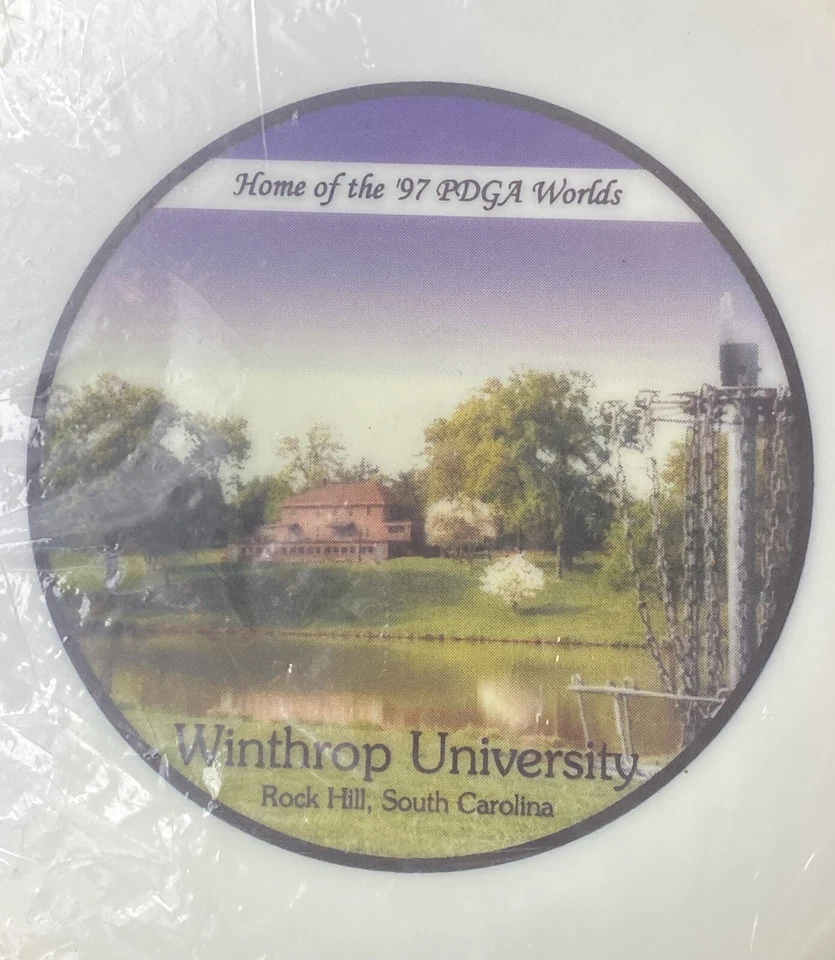 Home of the '97 PDGA Worlds
Winthrop University
Rock Hill, South Carolina